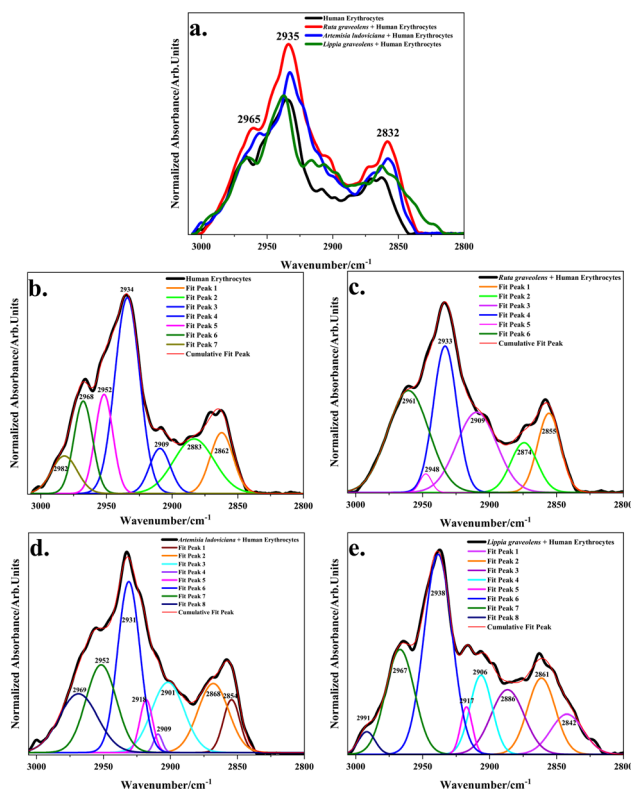 a.
Human Erythrocytes
Ruta graveolens + Human Erythrocytes
Artemisia ludoviciana + Human Erythrocytes
Lippia graveolens + Human Erythrocytes
2935
2965
2832
Normalized Absorbance/Arb.Units
3000 2950 2900 2850 2800
Wavenumber/cm-1
b.
Human Erythrocytes
Fit Peak 1
Fit Peak 2
Fit Peak 3
Fit Peak 4
Fit Peak 5
Fit Peak 6
Fit Peak 7
Cumulative Fit Peak
2934
2968
2952
2982
2909
2883
2862
Normalized Absorbance/Arb.Units
3000 2950 2900 2850 2800
Wavenumber/cm-1
c.
Ruta graveolens + Human Erythrocytes
Fit Peak 1
Fit Peak 2
Fit Peak 3
Fit Peak 4
Fit Peak 5
Fit Peak 6
Cumulative Fit Peak
2933
2961
2948
2909
2874
2855
Normalized Absorbance/Arb.Units
3000 2950 2900 2850 2800
Wavenumber/cm-1
d.
Artemisia ludoviciana + Human Erythrocytes
Fit Peak 1
Fit Peak 2
Fit Peak 3
Fit Peak 4
Fit Peak 5
Fit Peak 6
Fit Peak 7
Fit Peak 8
Cumulative Fit Peak
2931
2952
2969
2918
2909
2901
2868
2854
Normalized Absorbance/Arb.Units
3000 2950 2900 2850 2800
Wavenumber/cm-1
e.
Lippia graveolens + Human Erythrocytes
Fit Peak 1
Fit Peak 2
Fit Peak 3
Fit Peak 4
Fit Peak 5
Fit Peak 6
Fit Peak 7
Fit Peak 8
Cumulative Fit Peak
2938
2967
2991
2917
2906
2886
2861
2842
Normalized Absorbance/Arb.Units
3000 2950 2900 2850 2800
Wavenumber/cm-1